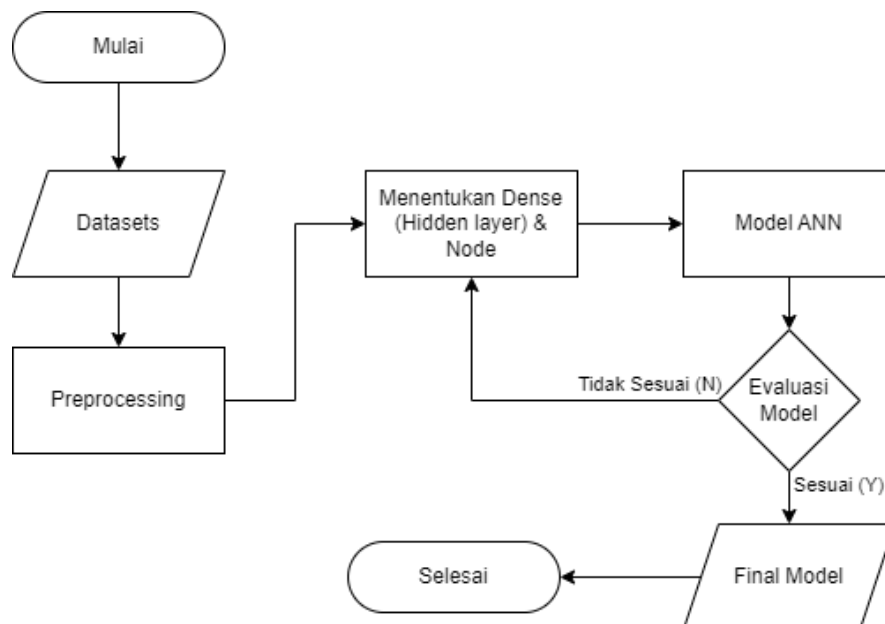 Mulai
Datasets
Preprocessing
Menentukan Dense
(Hidden layer) &
Node
Model ANN
Evaluasi
Model
Tidak Sesuai (N)
Sesuai (Y)
Final Model
Selesai